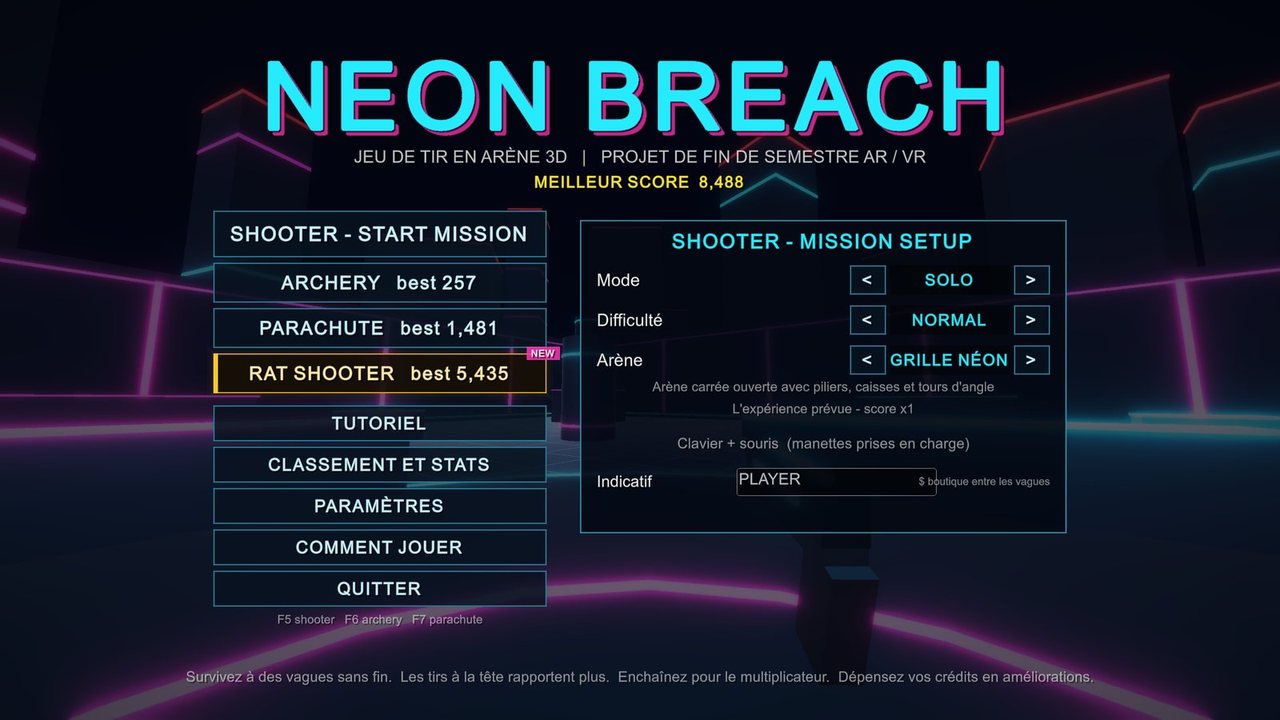 NEON BREACH
JEU DE TIR EN ARÈNE 3D | PROJET DE FIN DE SEMESTRE AR / VR
MEILLEUR SCORE 8,488
SHOOTER - START MISSION
ARCHERY best 257
PARACHUTE best 1,481
NEW
RAT SHOOTER best 5,435
TUTORIEL
CLASSEMENT ET STATS
PARAMÈTRES
COMMENT JOUER
QUITTER
F5 shooter F6 archery F7 parachute
SHOOTER - MISSION SETUP
Mode < SOLO >
Difficulté < NORMAL >
Arène < GRILLE NÉON >
Arène carrée ouverte avec piliers, caisses et tours d'angle
L'expérience prévue - score x1
Clavier + souris (manettes prises en charge)
Indicatif PLAYER $ boutique entre les vagues
Survivez à des vagues sans fin. Les tirs à la tête rapportent plus. Enchaînez pour le multiplicateur. Dépensez vos crédits en améliorations.